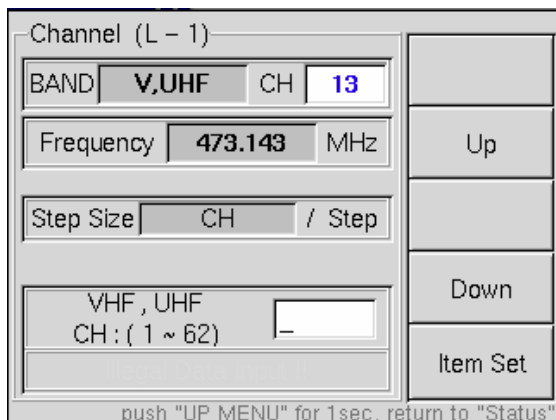 Channel (L – 1)
BAND V,UHF CH 13
Frequency 473.143 MHz
Step Size CH / Step
VHF , UHF
CH : ( 1 ~ 62) _
Up
Down
Item Set
push "UP MENU" for 1sec, return to "Status"